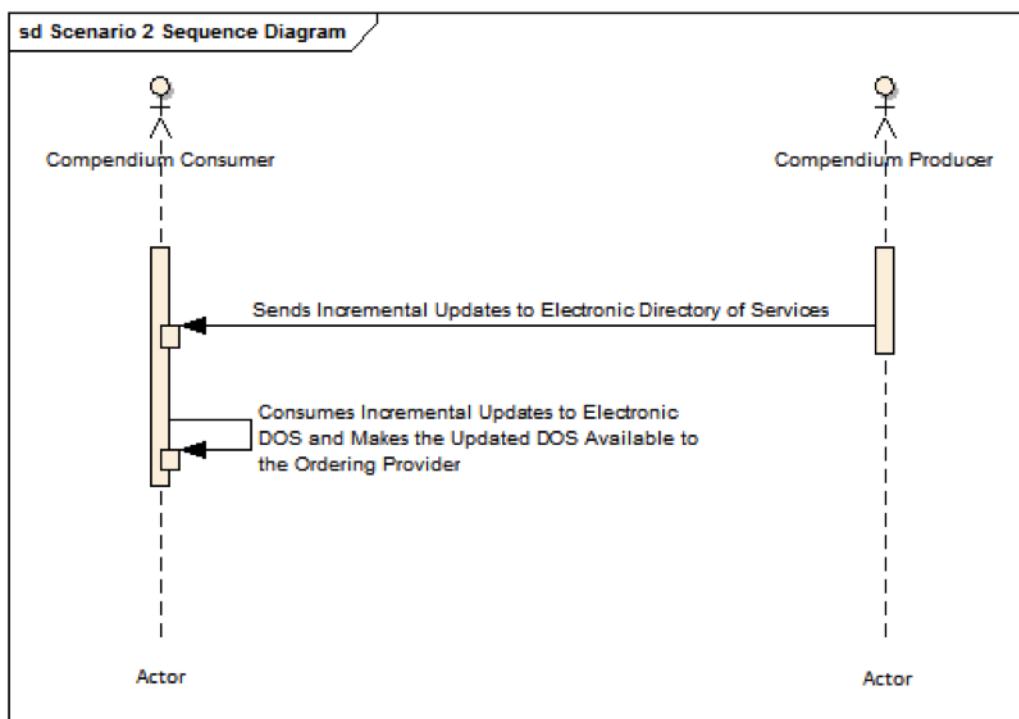 sd Scenario 2 Sequence Diagram
Compendium Consumer
Compendium Producer
Sends Incremental Updates to Electronic Directory of Services
Consumes Incremental Updates to Electronic
DOS and Makes the Updated DOS Available to
the Ordering Provider
Actor
Actor